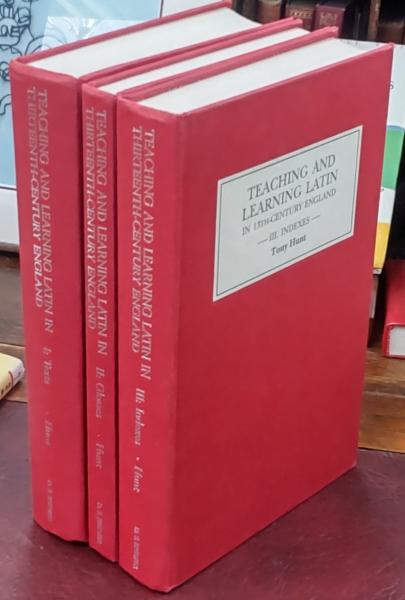 TEACHING AND LEARNING LATIN IN
THIRTEENTH-CENTURY ENGLAND
I: Texts · Hunt
TEACHING AND LEARNING LATIN IN
THIRTEENTH-CENTURY ENGLAND
II: Glosses · Hunt
TEACHING AND LEARNING LATIN IN
THIRTEENTH-CENTURY ENGLAND
III: Indexes · Hunt
TEACHING AND
LEARNING LATIN
IN 13TH-CENTURY ENGLAND
— III. INDEXES —
Tony Hunt